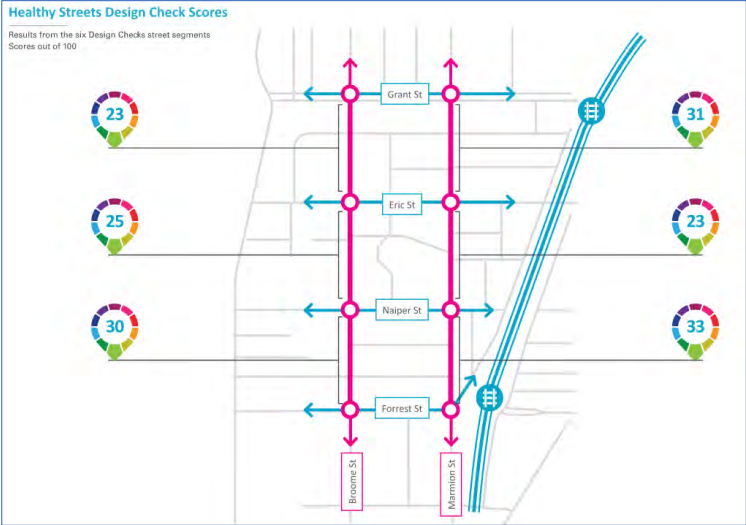 Healthy Streets Design Check Scores
Results from the six Design Checks street segments
Scores out of 100
Grant St
23
31
Eric St
25
23
Naiper St
30
33
Forrest St
Broome St
Marmion St